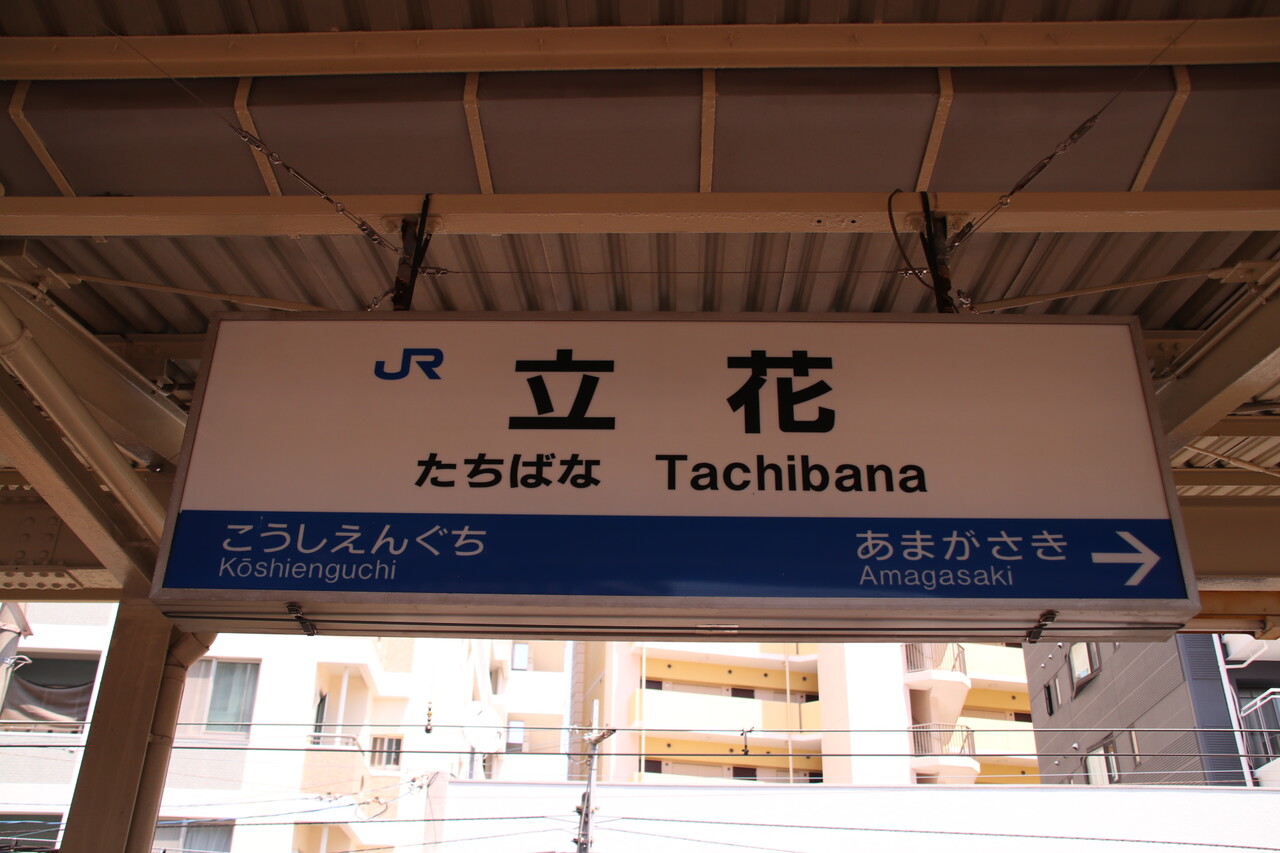 JR 立花
たちばな Tachibana
こうしえんぐち あまがさき →
Kōshienguchi Amagasaki